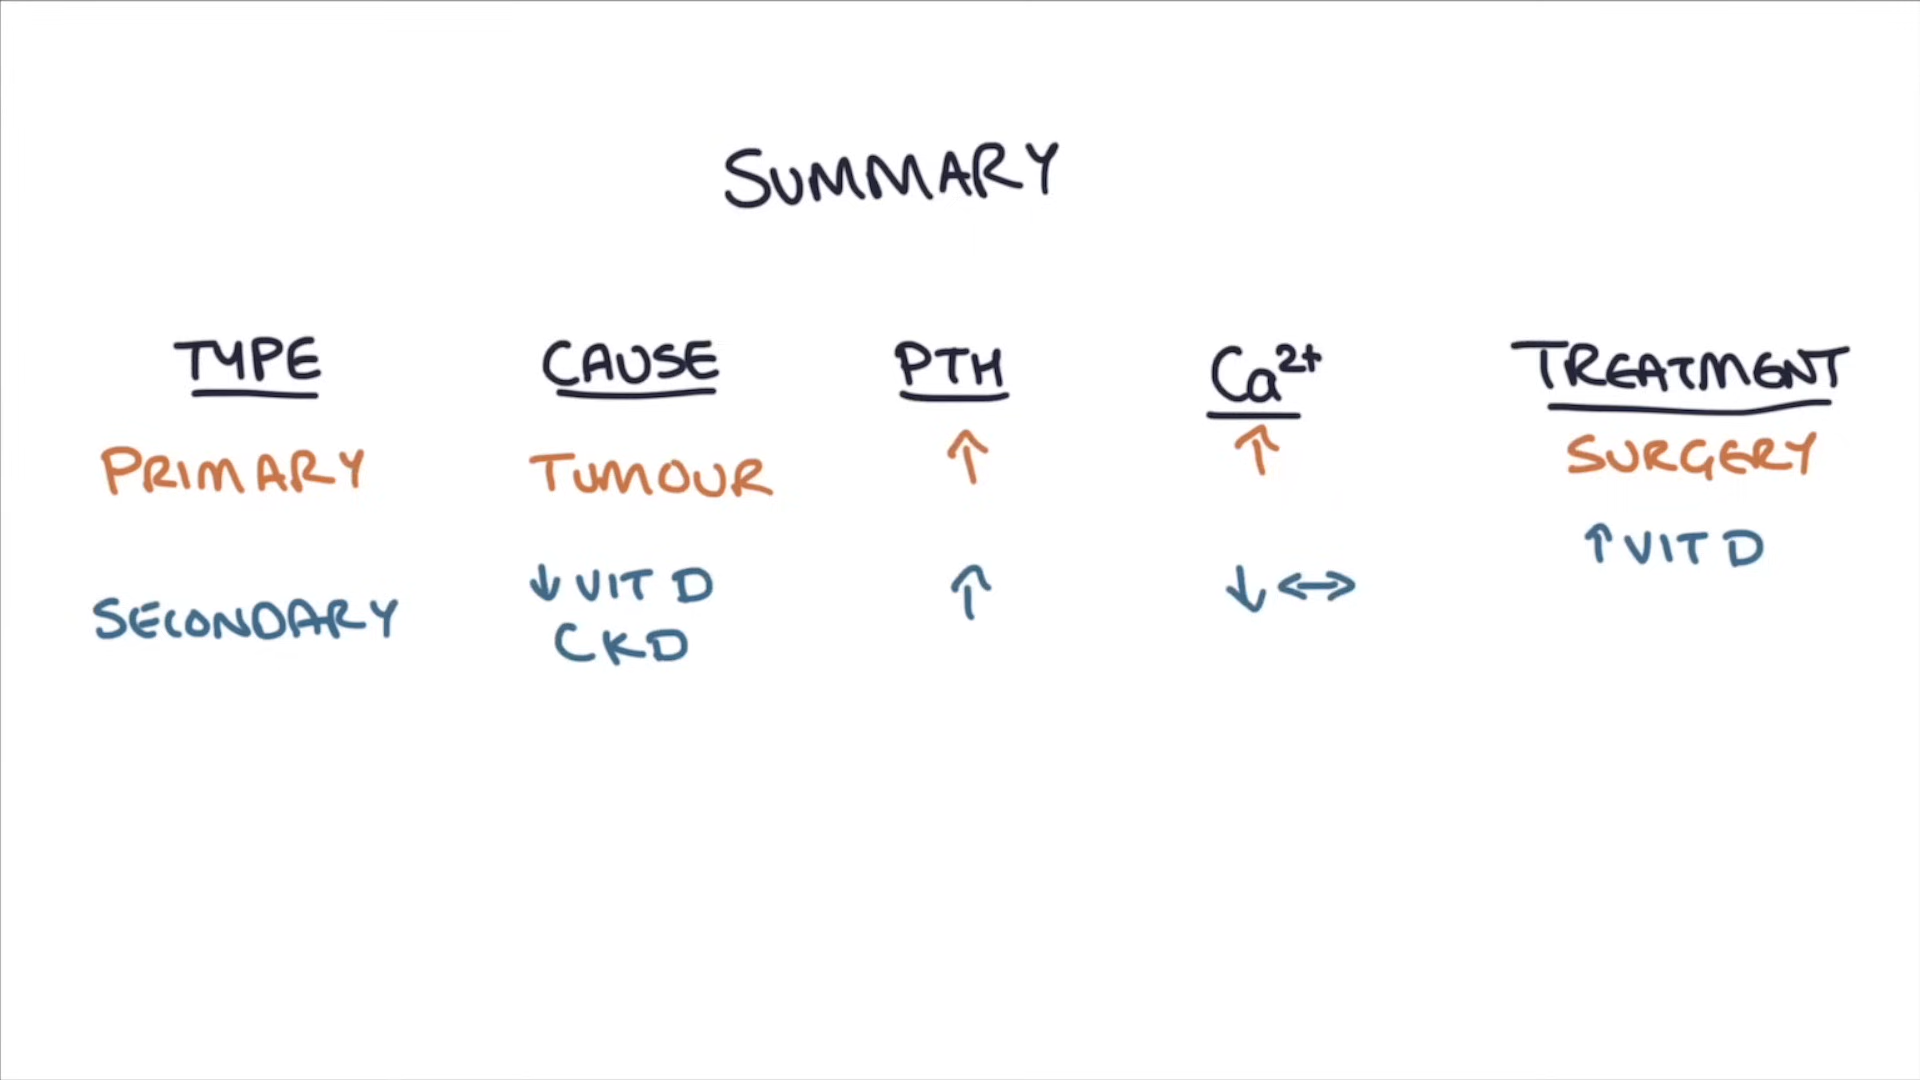 SUMMARY
TYPE CAUSE PTH Ca²⁺ TREATMENT
PRIMARY TUMOUR ↑ ↑ SURGERY
SECONDARY ↓ VIT D ↑ ↓ ↔ ↑ VIT D
CKD